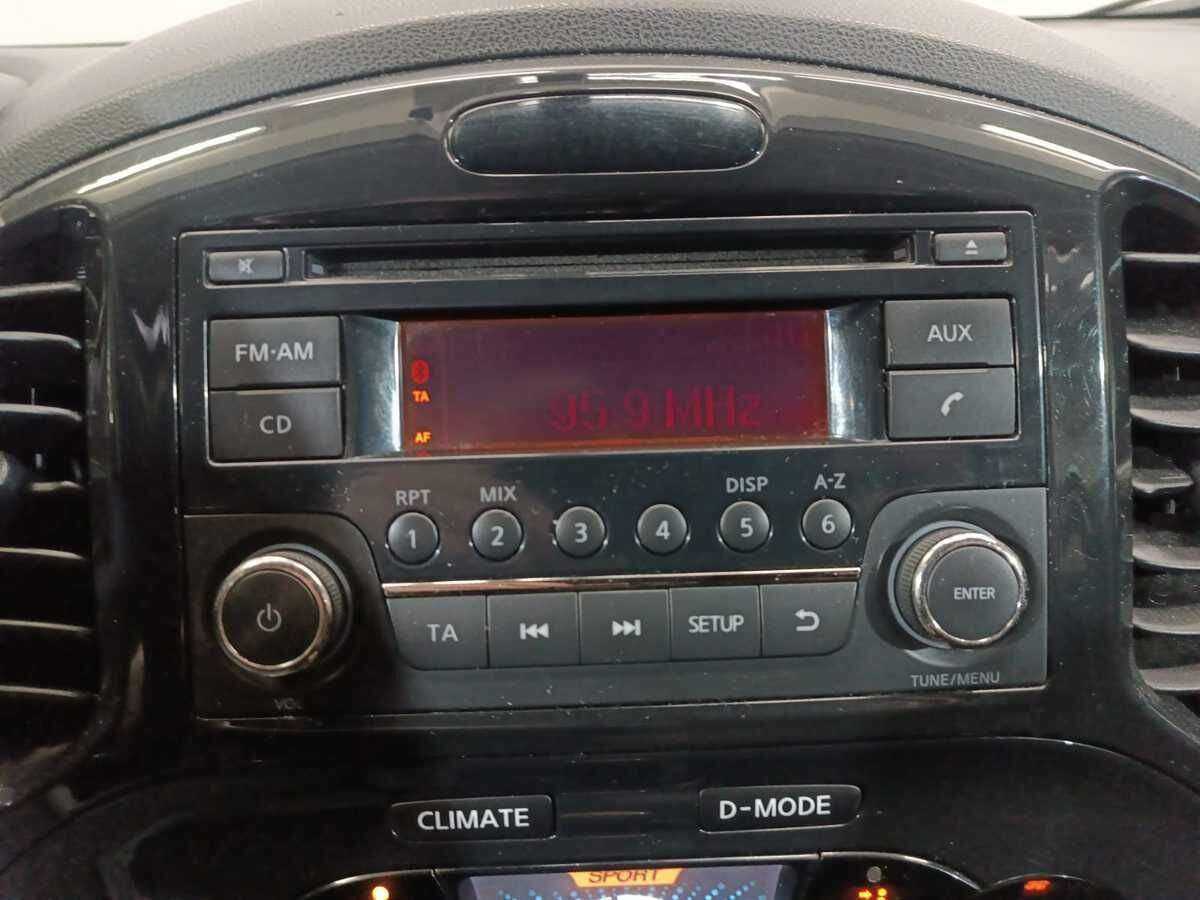 FM·AM
CD
TA
AF
95.9 MHz
AUX
RPT
MIX
DISP
A-Z
1
2
3
4
5
6
TA
SETUP
ENTER
VOL
TUNE/MENU
CLIMATE
D-MODE
SPORT